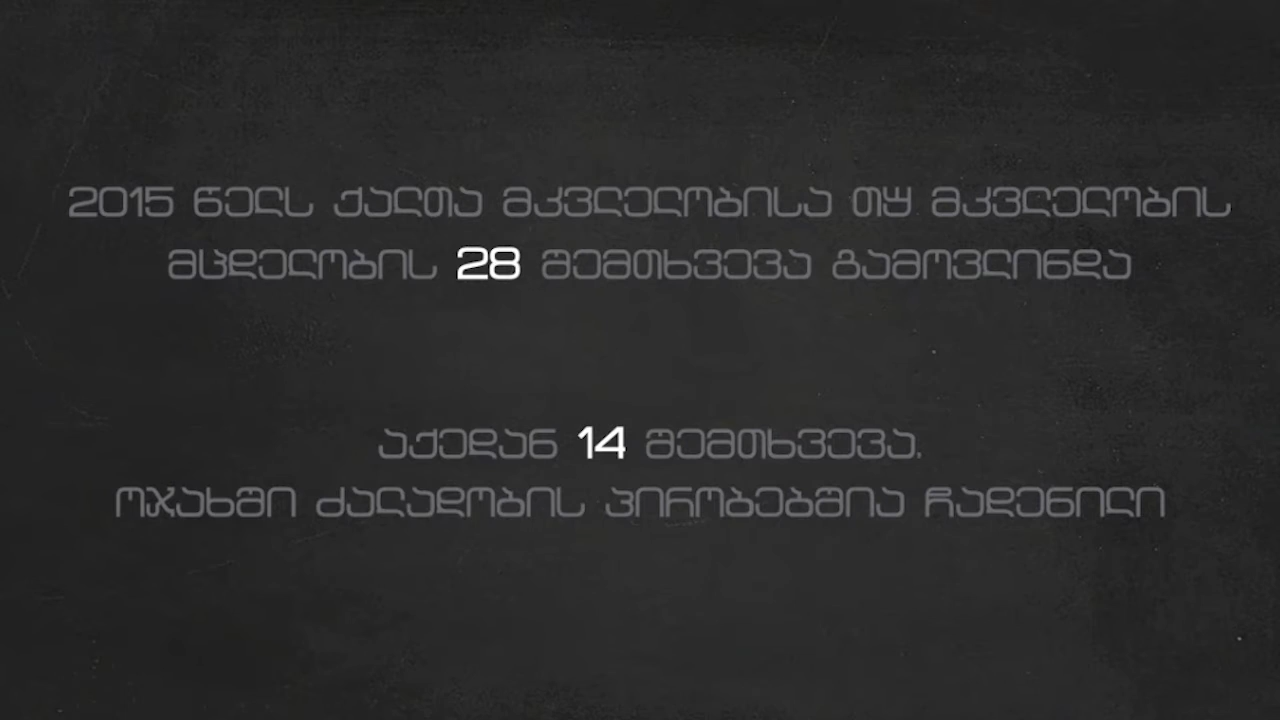 2015 წელს ქალთა მკვლელობისა თუ მკვლელობის
მცდელობის 28 შემთხვევა გამოვლინდა
აქედან 14 შემთხვევა,
ოჯახში ძალადობის პირობებშია ჩადენილი